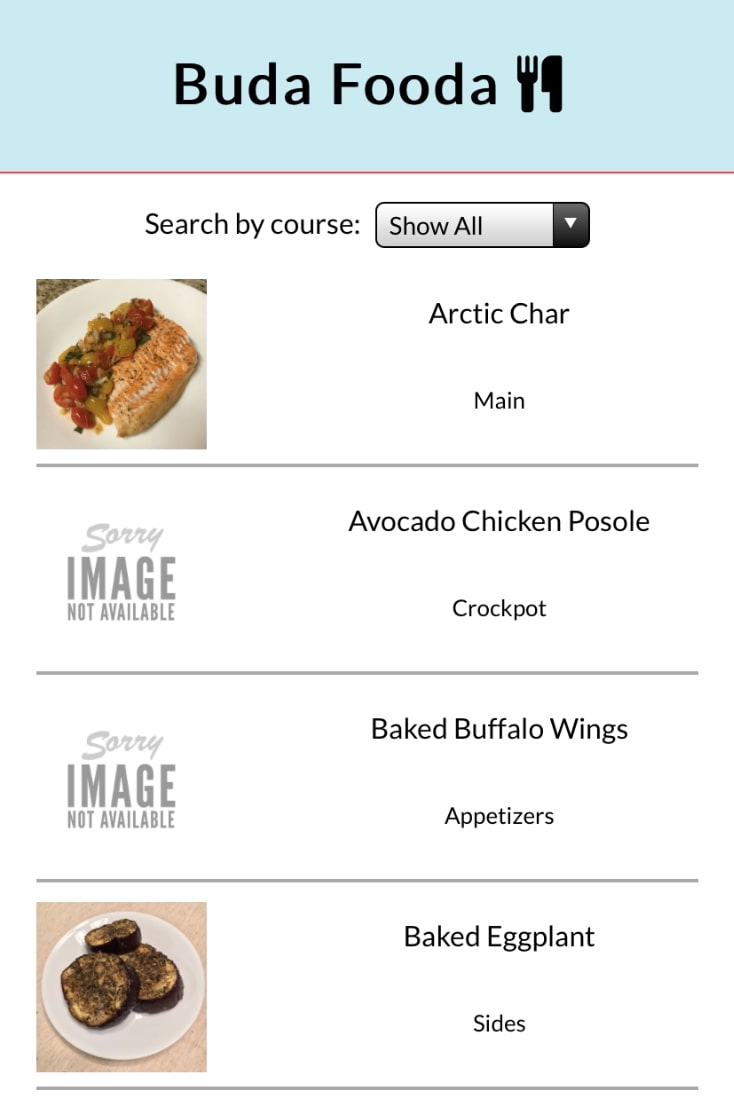 Buda Fooda
Search by course: Show All
Arctic Char
Main
Sorry
IMAGE
NOT AVAILABLE
Avocado Chicken Posole
Crockpot
Sorry
IMAGE
NOT AVAILABLE
Baked Buffalo Wings
Appetizers
Baked Eggplant
Sides